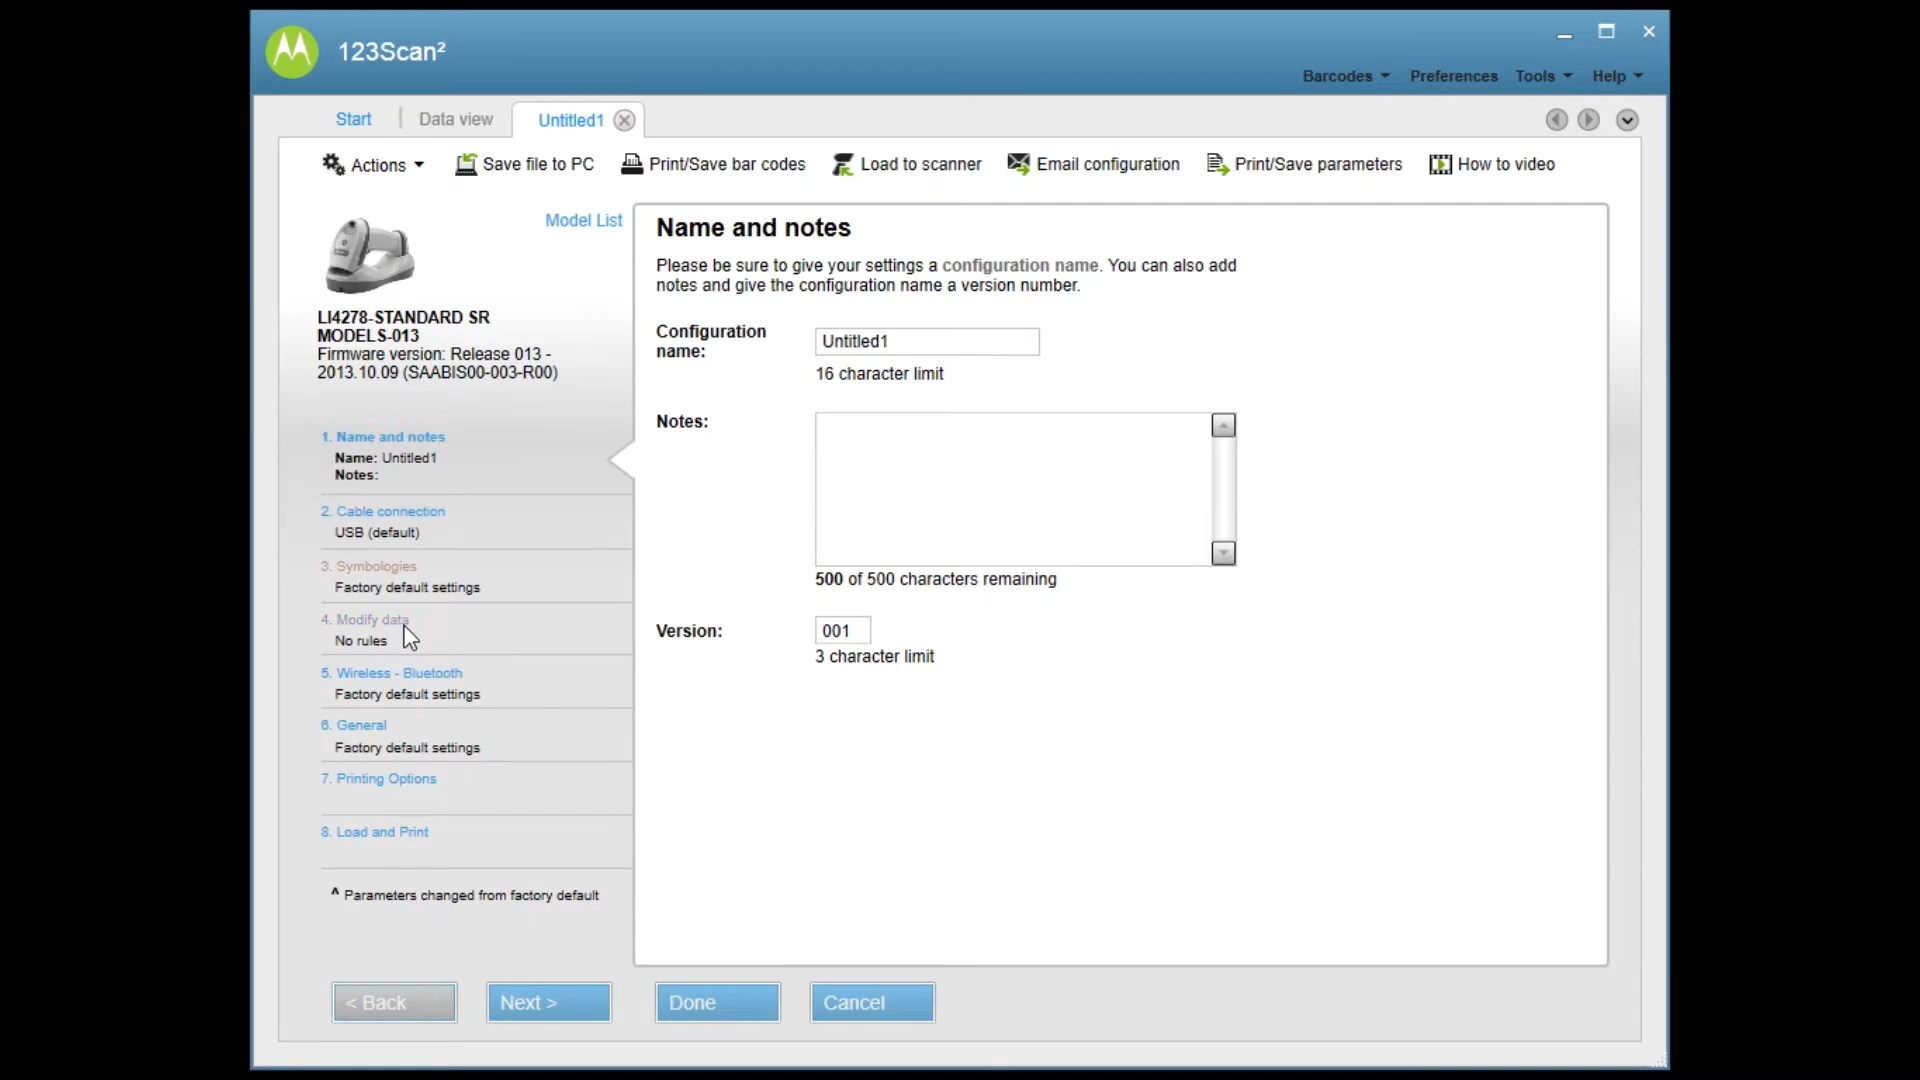 123Scan²
Barcodes Preferences Tools Help
Start Data view Untitled1
Actions Save file to PC Print/Save bar codes Load to scanner Email configuration Print/Save parameters How to video
Model List
LI4278-STANDARD SR
MODELS-013
Firmware version: Release 013 -
2013.10.09 (SAABIS00-003-R00)
1. Name and notes
Name: Untitled1
Notes:
2. Cable connection
USB (default)
3. Symbologies
Factory default settings
4. Modify data
No rules
5. Wireless - Bluetooth
Factory default settings
6. General
Factory default settings
7. Printing Options
8. Load and Print
^ Parameters changed from factory default
Name and notes
Please be sure to give your settings a configuration name. You can also add
notes and give the configuration name a version number.
Configuration
name:
Untitled1
16 character limit
Notes:
500 of 500 characters remaining
Version:
001
3 character limit
< Back Next > Done Cancel